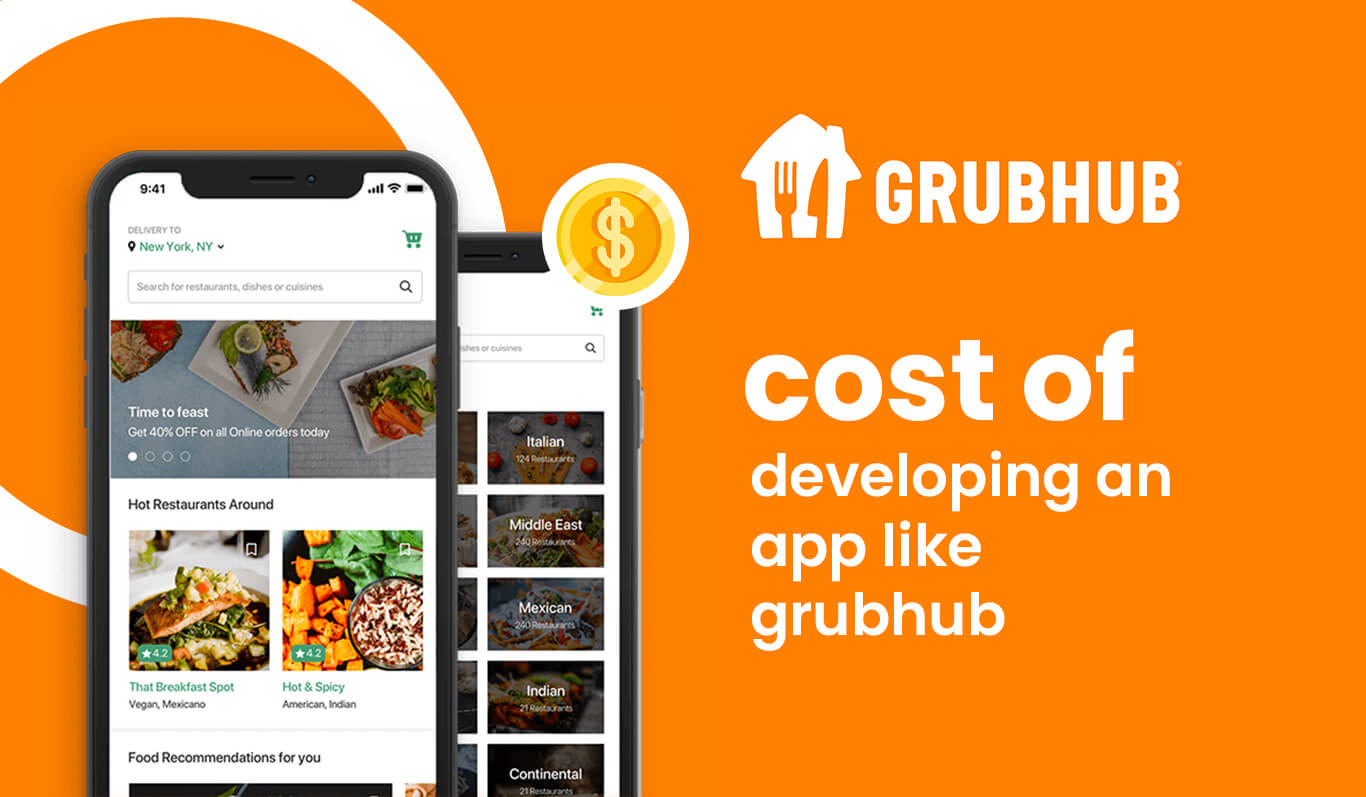 GRUBHUB
cost of
developing an
app like
grubhub
9:41
DELIVERY TO
New York, NY
Search for restaurants, dishes or cuisines
Time to feast
Get 40% OFF on all Online orders today
Hot Restaurants Around
4.2
4.2
That Breakfast Spot
Vegan, Mexicano
Hot & Spicy
American, Indian
Food Recommendations for you
dishes or cuisines
Italian
124 Restaurants
Middle East
240 Restaurants
Mexican
240 Restaurants
Indian
21 Restaurants
Continental
21 Restaurants
$